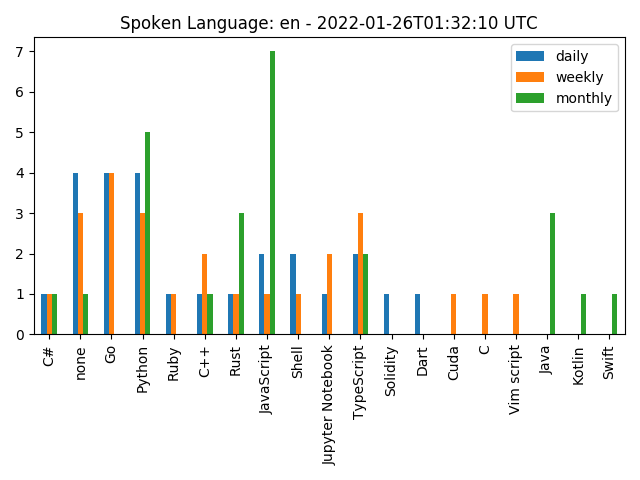 Spoken Language: en - 2022-01-26T01:32:10 UTC
daily
weekly
monthly
7
6
5
4
3
2
1
0
C#
none
Go
Python
Ruby
C++
Rust
JavaScript
Shell
Jupyter Notebook
TypeScript
Solidity
Dart
Cuda
C
Vim script
Java
Kotlin
Swift